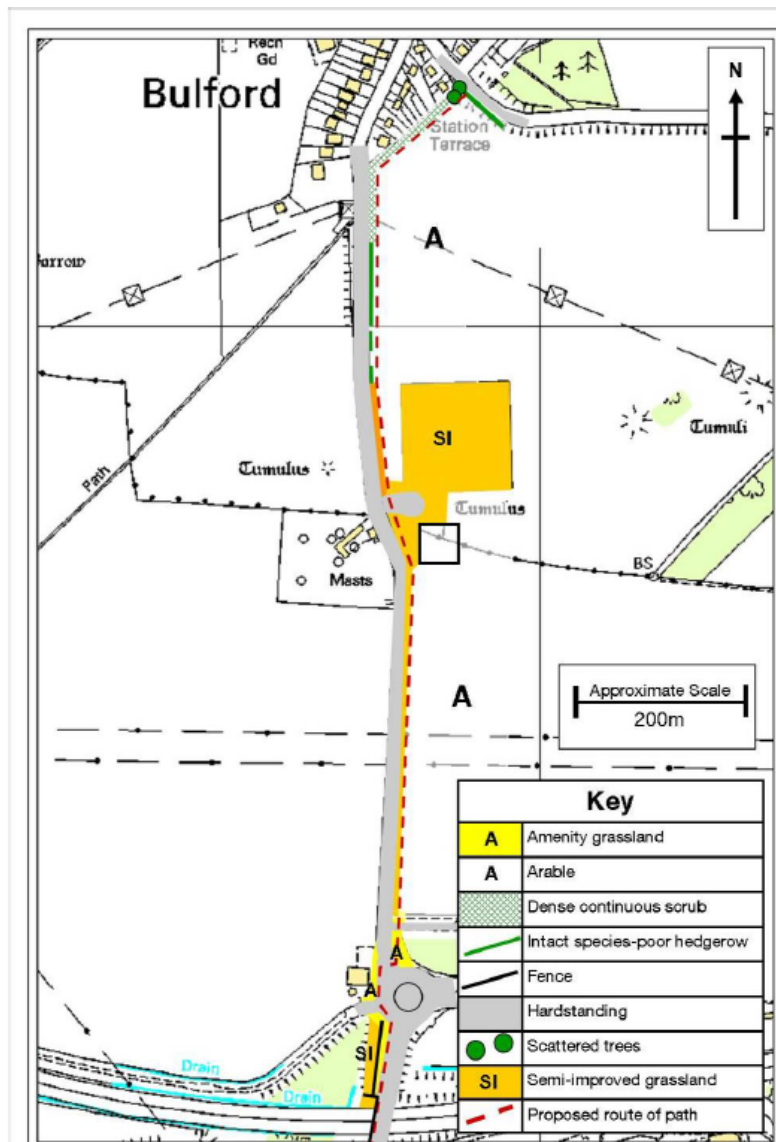 Recn
Gd
Bulford
N
Station
Terrace
A
SI
Tumuli
Tumulus
Path
Tumulus
Masts
BS
Approximate Scale
200m
A
Key
A Amenity grassland
A Arable
Dense continuous scrub
Intact species-poor hedgerow
Fence
Hardstanding
Scattered trees
SI Semi-improved grassland
Proposed route of path
A
A
SI
Drain
Drain